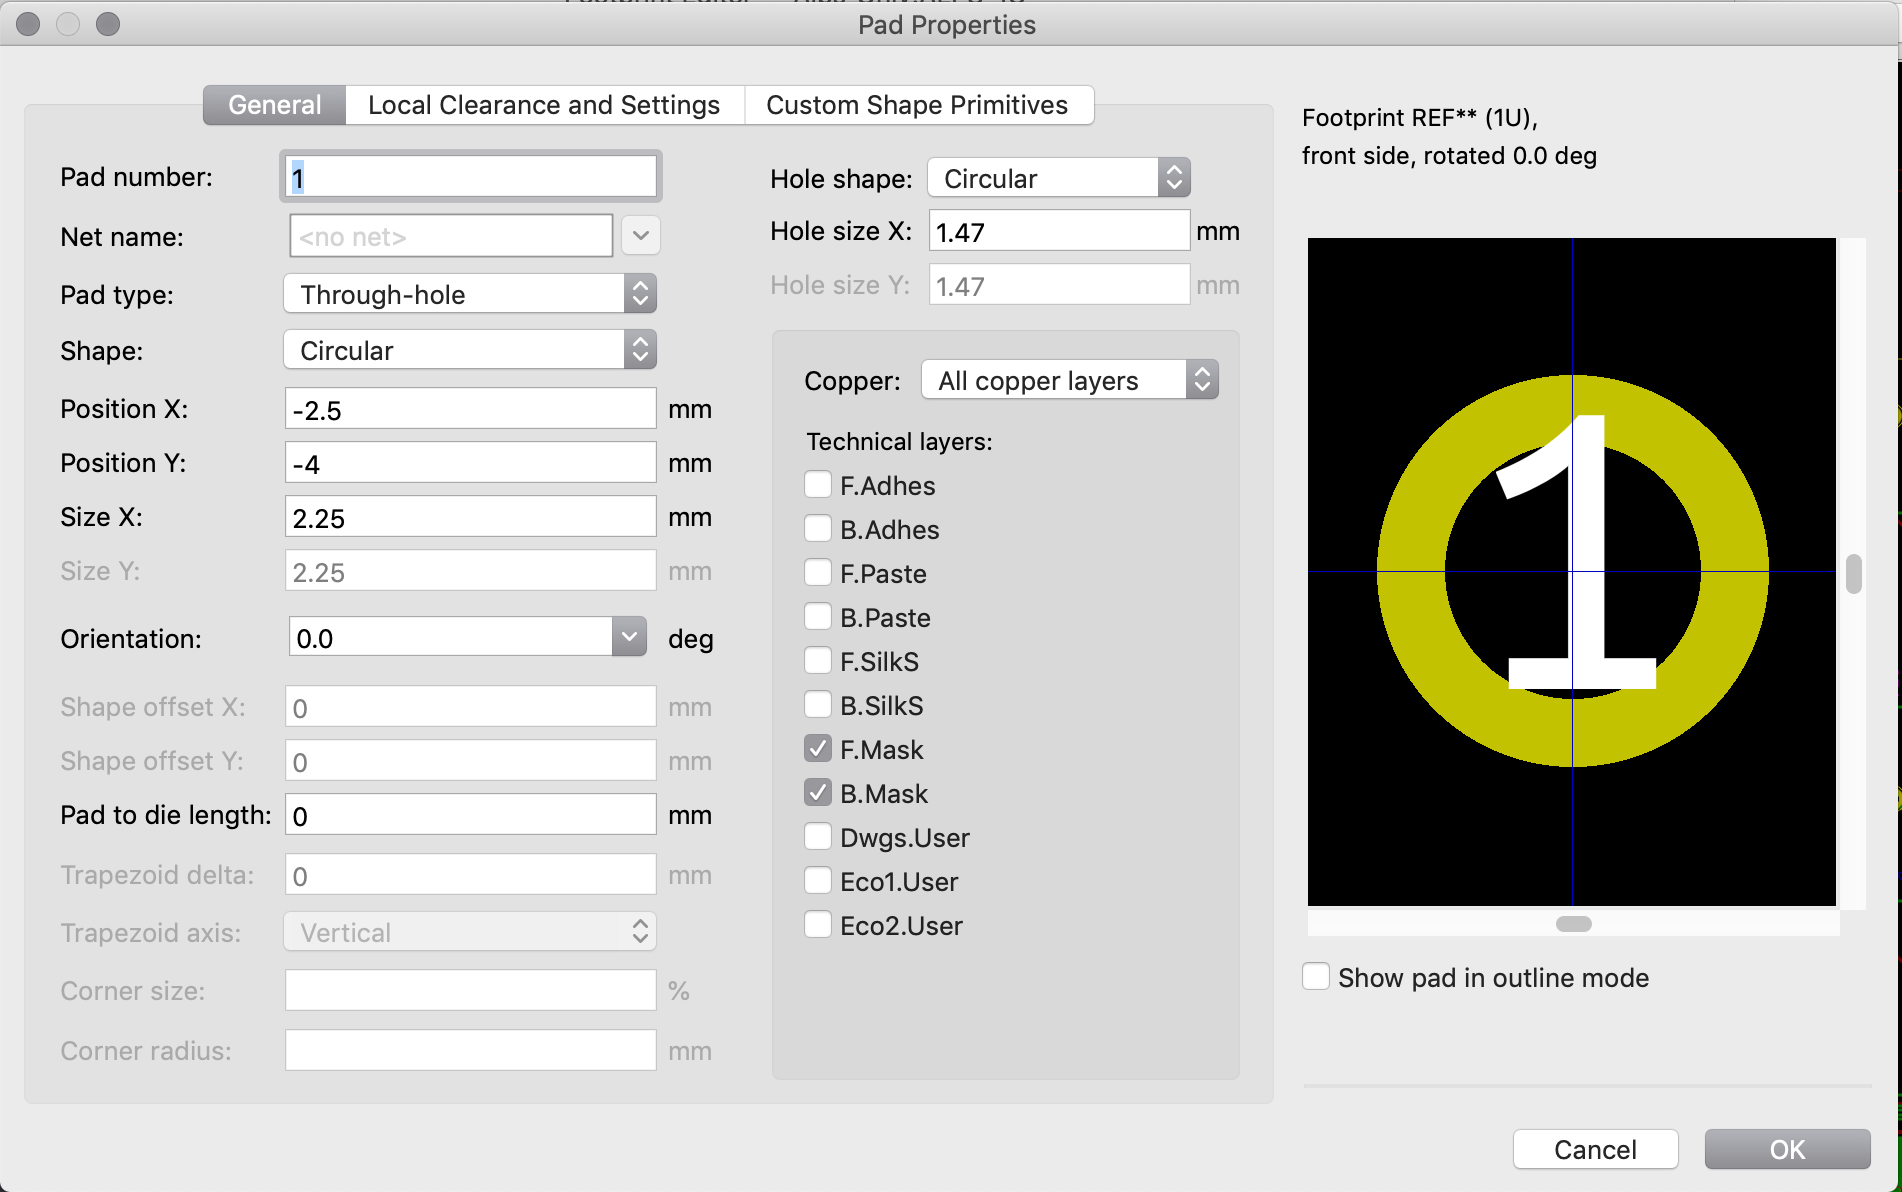 Pad Properties
General
Local Clearance and Settings
Custom Shape Primitives
Pad number:
1
Net name:
<no net>
Pad type:
Through-hole
Shape:
Circular
Position X:
-2.5
mm
Position Y:
-4
mm
Size X:
2.25
mm
Size Y:
2.25
mm
Orientation:
0.0
deg
Shape offset X:
0
mm
Shape offset Y:
0
mm
Pad to die length:
0
mm
Trapezoid delta:
0
mm
Trapezoid axis:
Vertical
Corner size:
%
Corner radius:
mm
Hole shape:
Circular
Hole size X:
1.47
mm
Hole size Y:
1.47
mm
Copper:
All copper layers
Technical layers:
F.Adhes
B.Adhes
F.Paste
B.Paste
F.SilkS
B.SilkS
F.Mask
B.Mask
Dwgs.User
Eco1.User
Eco2.User
Footprint REF** (1U),
front side, rotated 0.0 deg
1
Show pad in outline mode
Cancel
OK